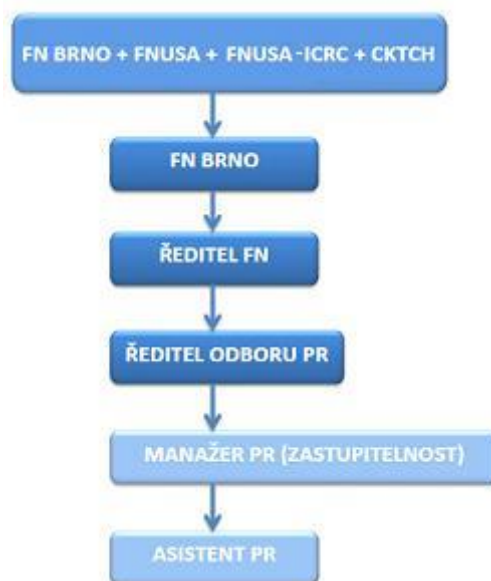 FN BRNO + FNUSA + FNUSA-ICRC + CKTCH
FN BRNO
ŘEDITEL FN
ŘEDITEL ODBORU PR
MANAŽER PR (ZASTUPITELNOST)
ASISTENT PR